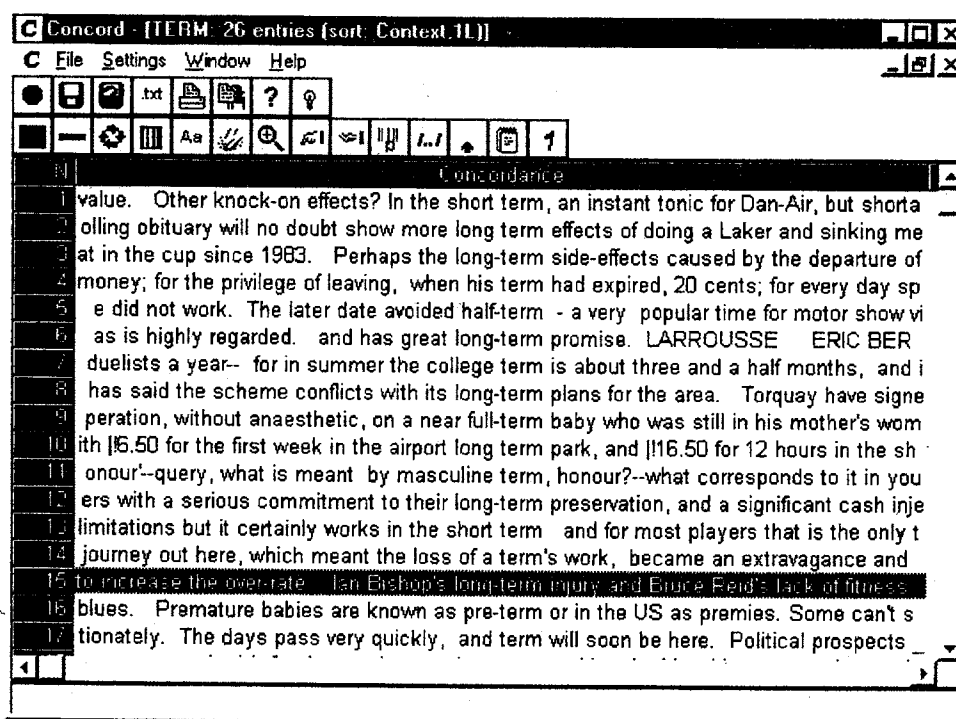 C Concord - [TERM: 26 entries (sort: Context,1L)]
C File Settings Window Help
.txt ? Aa
N Concordance
1 value. Other knock-on effects? In the short term, an instant tonic for Dan-Air, but shorta
2 olling obituary will no doubt show more long term effects of doing a Laker and sinking me
3 at in the cup since 1983. Perhaps the long-term side-effects caused by the departure of
4 money; for the privilege of leaving, when his term had expired, 20 cents; for every day sp
5 e did not work. The later date avoided half-term - a very popular time for motor show vi
6 as is highly regarded. and has great long-term promise. LARROUSSE ERIC BER
7 duelists a year-- for in summer the college term is about three and a half months, and i
8 has said the scheme conflicts with its long-term plans for the area. Torquay have signe
9 peration, without anaesthetic, on a near full-term baby who was still in his mother's wom
10 ith ||6.50 for the first week in the airport long term park, and ||16.50 for 12 hours in the sh
11 onour'--query, what is meant by masculine term, honour?--what corresponds to it in you
12 ers with a serious commitment to their long-term preservation, and a significant cash inje
13 limitations but it certainly works in the short term and for most players that is the only t
14 journey out here, which meant the loss of a term's work, became an extravagance and
15 to increase the over-rate Ian Bishop's long-term injury and Bruce Reid's lack of fitness
16 blues. Premature babies are known as pre-term or in the US as premies. Some can't s
17 tionately. The days pass very quickly, and term will soon be here. Political prospects _